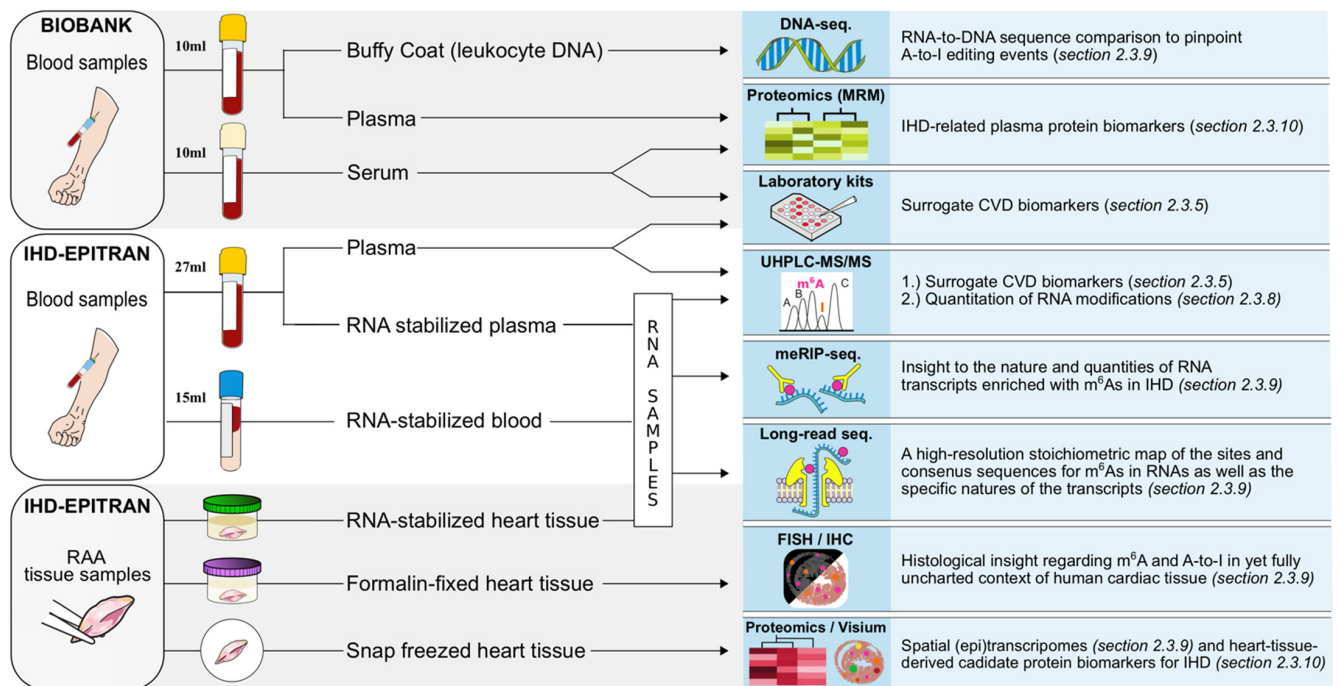 BIOBANK
Blood samples
10ml
10ml
Buffy Coat (leukocyte DNA)
Plasma
Serum
IHD-EPITRAN
Blood samples
27ml
15ml
Plasma
RNA stabilized plasma
RNA-stabilized blood
RNA SAMPLES
IHD-EPITRAN
RAA
tissue samples
RNA-stabilized heart tissue
Formalin-fixed heart tissue
Snap freezed heart tissue
DNA-seq.
RNA-to-DNA sequence comparison to pinpoint
A-to-I editing events (section 2.3.9)
Proteomics (MRM)
IHD-related plasma protein biomarkers (section 2.3.10)
Laboratory kits
Surrogate CVD biomarkers (section 2.3.5)
UHPLC-MS/MS
m⁶A
A B I C
1.) Surrogate CVD biomarkers (section 2.3.5)
2.) Quantitation of RNA modifications (section 2.3.8)
meRIP-seq.
Insight to the nature and quantities of RNA
transcripts enriched with m⁶As in IHD (section 2.3.9)
Long-read seq.
A high-resolution stoichiometric map of the sites and
consenus sequences for m⁶As in RNAs as well as the
specific natures of the transcripts (section 2.3.9)
FISH / IHC
Histological insight regarding m⁶A and A-to-I in yet fully
uncharted context of human cardiac tissue (section 2.3.9)
Proteomics / Visium
Spatial (epi)transcripomes (section 2.3.9) and heart-tissue-
derived cadidate protein biomarkers for IHD (section 2.3.10)